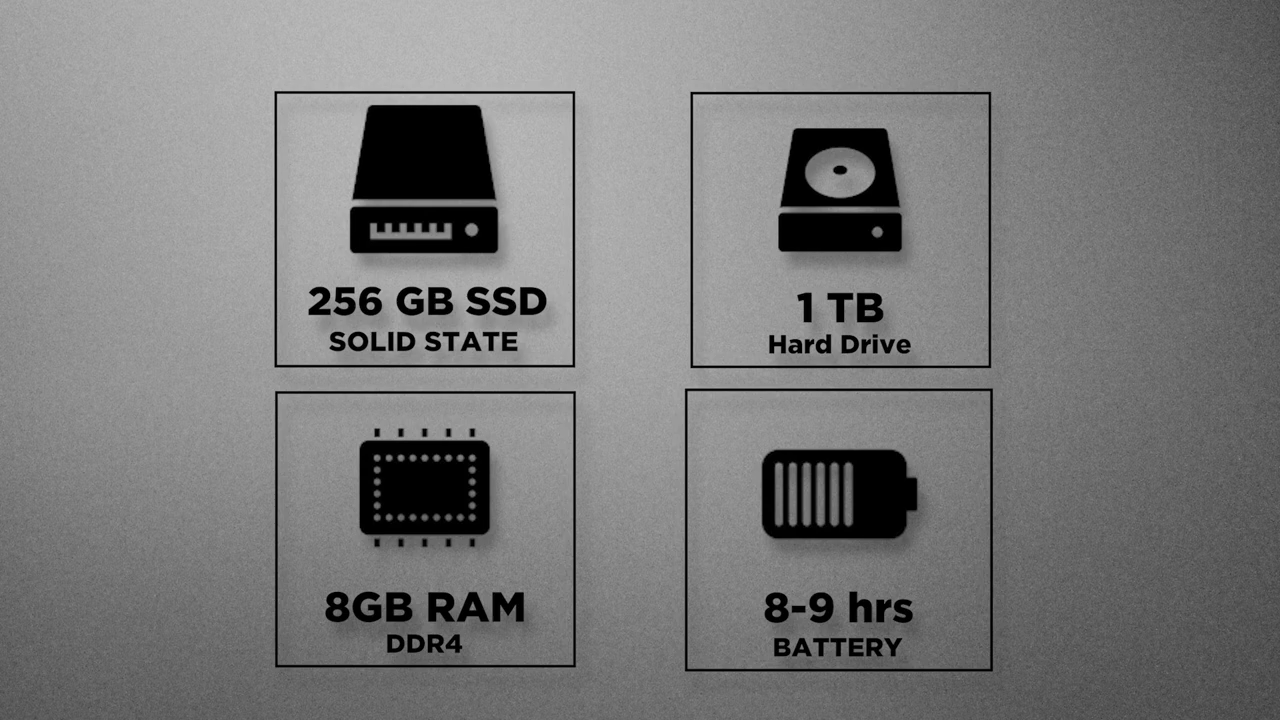 256 GB SSD
SOLID STATE
1 TB
Hard Drive
8GB RAM
DDR4
8-9 hrs
BATTERY